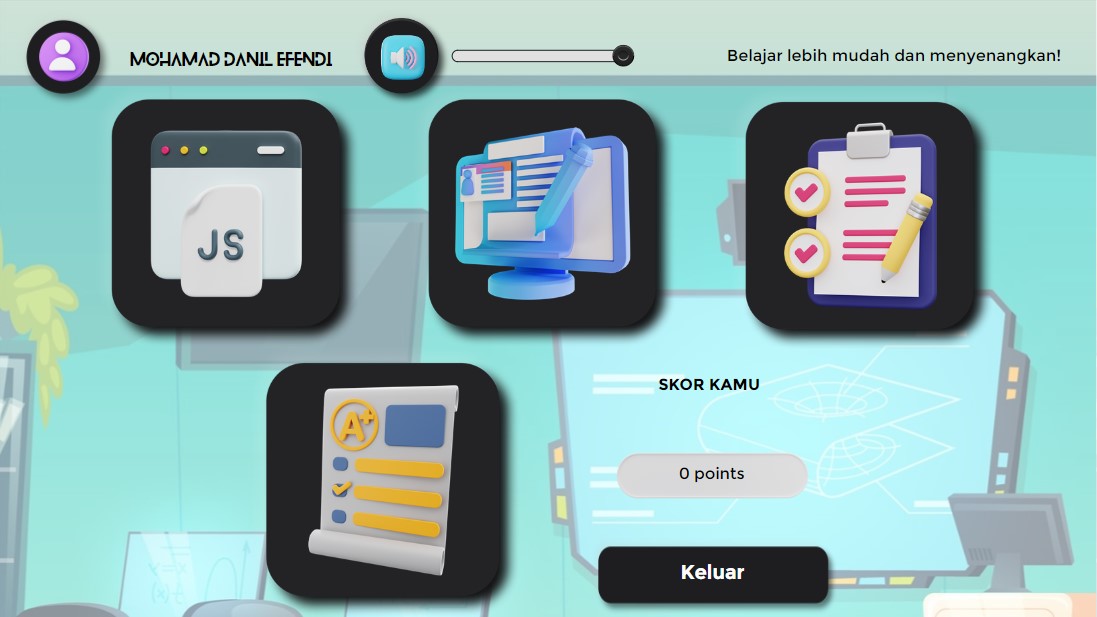 MOHAMAD DANIL EFENDI
Belajar lebih mudah dan menyenangkan!
JS
SKOR KAMU
A+
0 points
Keluar